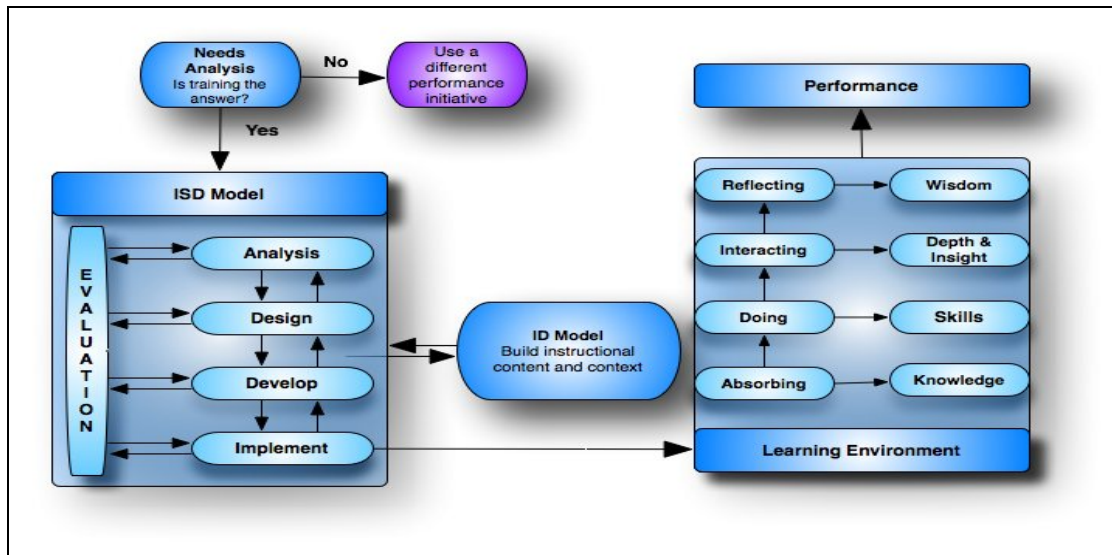 Needs
Analysis
Is training the
answer?
No
Use a
different
performance
initiative
Yes
ISD Model
EVALUATION
Analysis
Design
Develop
Implement
ID Model
Build instructional
content and context
Performance
Reflecting
Wisdom
Interacting
Depth &
Insight
Doing
Skills
Absorbing
Knowledge
Learning Environment